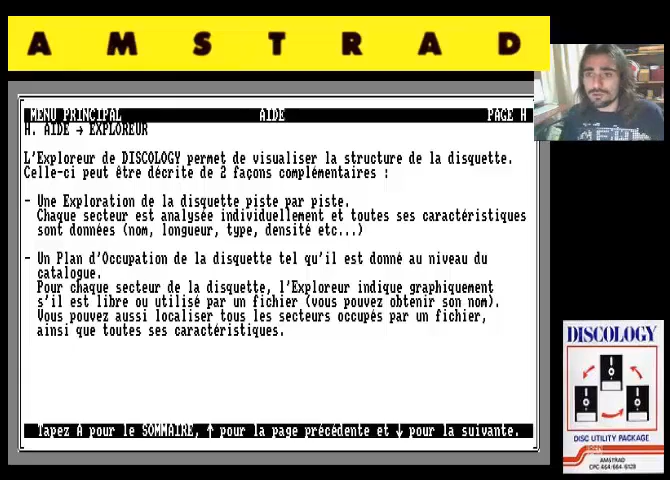 AMSTRAD
MENU PRINCIPAL AIDE PAGE H
H. AIDE → EXPLOREUR
L'Exploreur de DISCOLOGY permet de visualiser la structure de la disquette.
Celle-ci peut être décrite de 2 façons complémentaires :
- Une Exploration de la disquette piste par piste.
Chaque secteur est analysée individuellement et toutes ses caractéristiques
sont données (nom, longueur, type, densité etc...)
- Un Plan d'Occupation de la disquette tel qu'il est donné au niveau du
catalogue.
Pour chaque secteur de la disquette, l'Exploreur indique graphiquement
s'il est libre ou utilisé par un fichier (vous pouvez obtenir son nom).
Vous pouvez aussi localiser tous les secteurs occupés par un fichier,
ainsi que toutes ses caractéristiques.
Tapez A pour le SOMMAIRE, ↑ pour la page précédente et ↓ pour la suivante.
DISCOLOGY
DISC UTILITY PACKAGE
AMSTRAD
CPC 464/664/6128